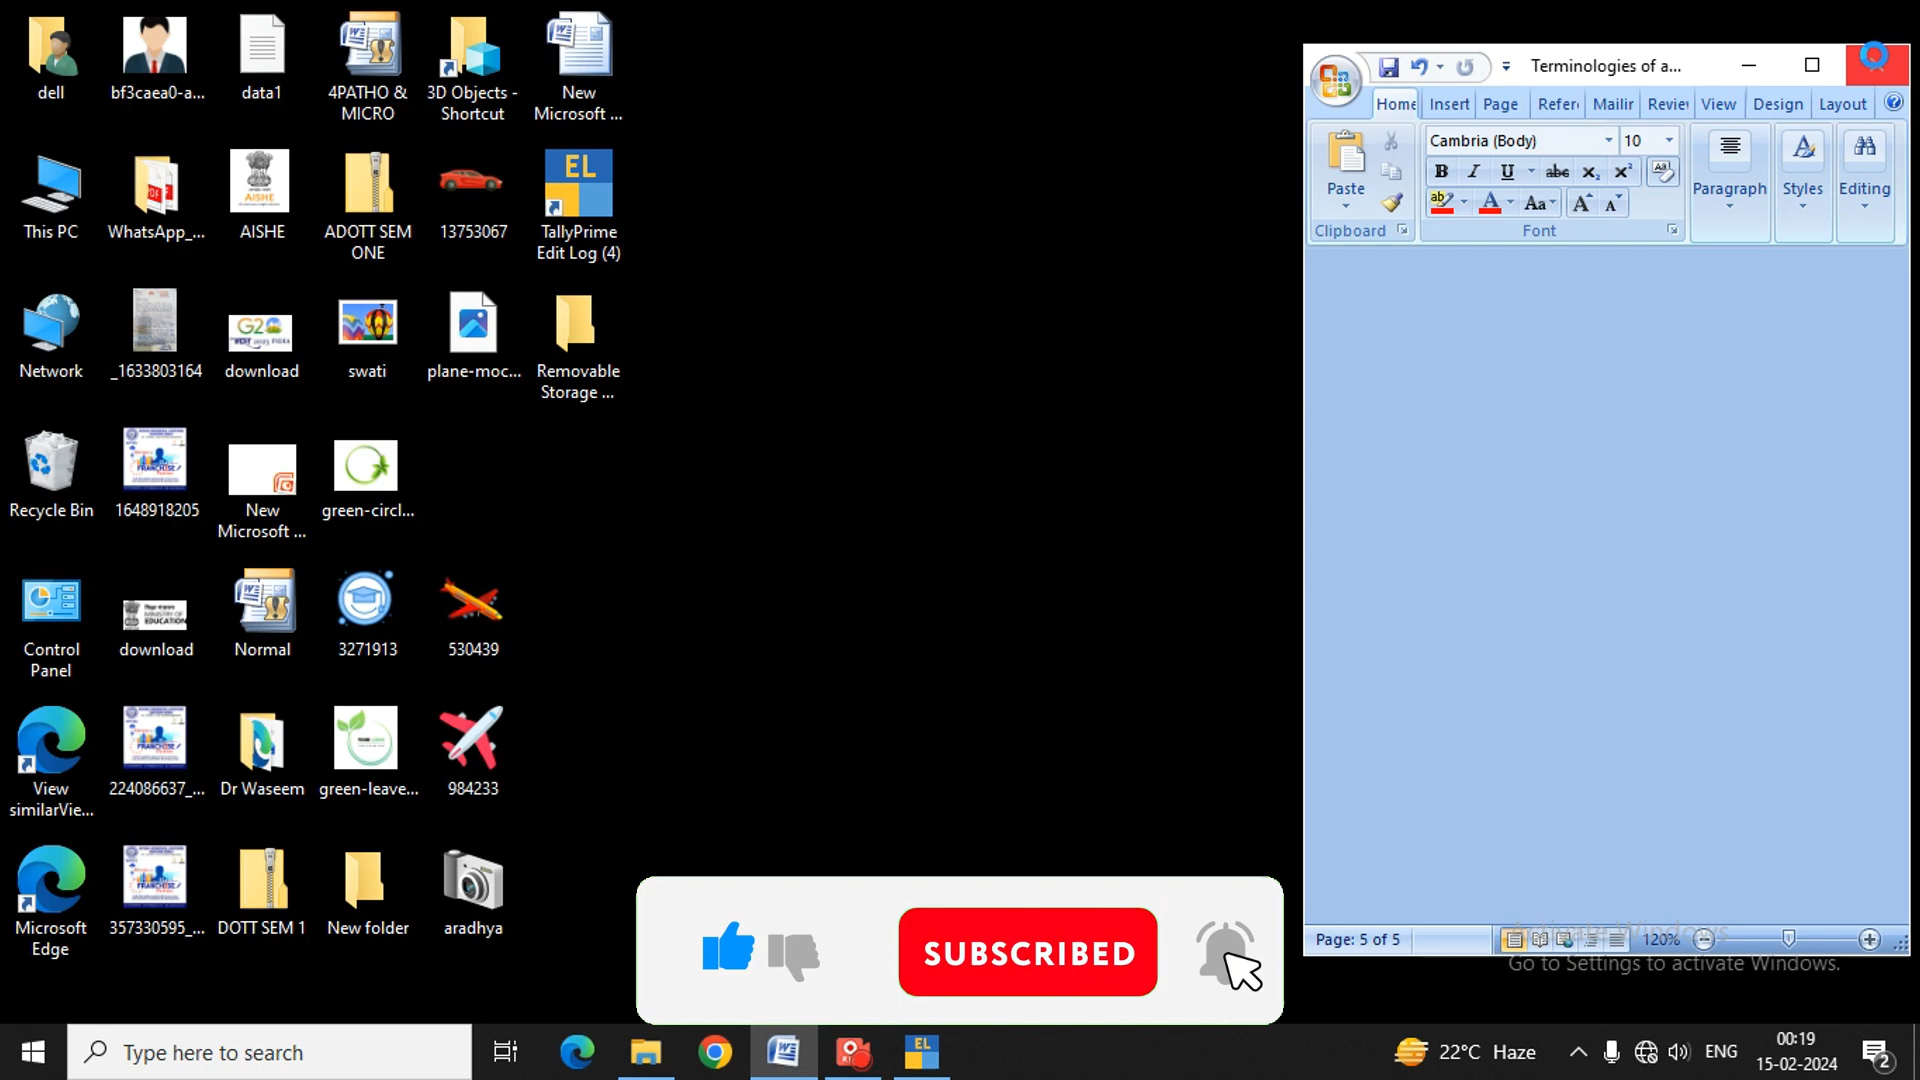 dell
bf3caea0-a...
data1
4PATHO &
MICRO
3D Objects -
Shortcut
New
Microsoft ...
This PC
WhatsApp_...
AISHE
ADOTT SEM
ONE
13753067
EL
TallyPrime
Edit Log (4)
Network
_1633803164
download
swati
plane-moc...
Removable
Storage ...
Recycle Bin
1648918205
New
Microsoft ...
green-circl...
Control
Panel
download
Normal
3271913
530439
View
similarVie...
224086637_...
Dr Waseem
green-leave...
984233
Microsoft
Edge
357330595_...
DOTT SEM 1
New folder
aradhya
Terminologies of a...
Home
Insert
Page
Refer
Mailir
Revie
View
Design
Layout
Cambria (Body)
10
Paste
Paragraph
Styles
Editing
Clipboard
Font
Page: 5 of 5
120%
Activate Windows
Go to Settings to activate Windows.
SUBSCRIBED
Type here to search
EL
22°C Haze
ENG
00:19
15-02-2024
2